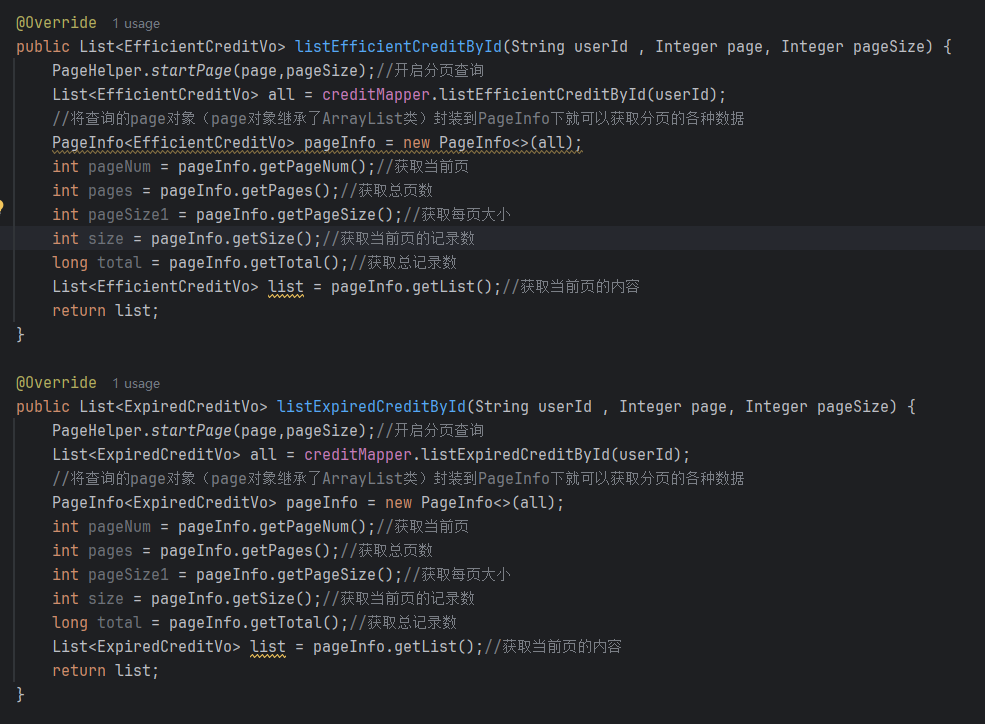 @Override 1 usage
public List<EfficientCreditVo> listEfficientCreditById(String userId , Integer page, Integer pageSize) {
PageHelper.startPage(page,pageSize);//开启分页查询
List<EfficientCreditVo> all = creditMapper.listEfficientCreditById(userId);
//将查询的page对象（page对象继承了ArrayList类）封装到PageInfo下就可以获取分页的各种数据
PageInfo<EfficientCreditVo> pageInfo = new PageInfo<>(all);
int pageNum = pageInfo.getPageNum();//获取当前页
int pages = pageInfo.getPages();//获取总页数
int pageSize1 = pageInfo.getPageSize();//获取每页大小
int size = pageInfo.getSize();//获取当前页的记录数
long total = pageInfo.getTotal();//获取总记录数
List<EfficientCreditVo> list = pageInfo.getList();//获取当前页的内容
return list;
}
@Override 1 usage
public List<ExpiredCreditVo> listExpiredCreditById(String userId , Integer page, Integer pageSize) {
PageHelper.startPage(page,pageSize);//开启分页查询
List<ExpiredCreditVo> all = creditMapper.listExpiredCreditById(userId);
//将查询的page对象（page对象继承了ArrayList类）封装到PageInfo下就可以获取分页的各种数据
PageInfo<ExpiredCreditVo> pageInfo = new PageInfo<>(all);
int pageNum = pageInfo.getPageNum();//获取当前页
int pages = pageInfo.getPages();//获取总页数
int pageSize1 = pageInfo.getPageSize();//获取每页大小
int size = pageInfo.getSize();//获取当前页的记录数
long total = pageInfo.getTotal();//获取总记录数
List<ExpiredCreditVo> list = pageInfo.getList();//获取当前页的内容
return list;
}